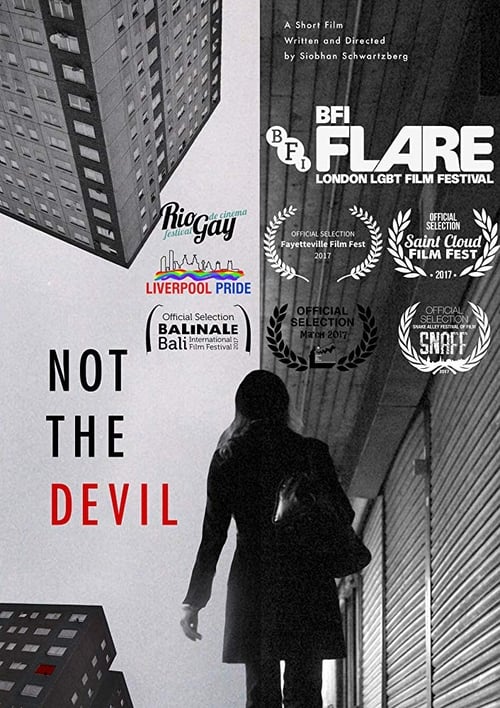 A Short Film
Written and Directed
by Siobhan Schwartzberg
BFI
BFI
FLARE
LONDON LGBT FILM FESTIVAL
Rio
festival
de cinema
Gay
LIVERPOOL PRIDE
OFFICIAL SELECTION
Fayetteville Film Fest
2017
OFFICIAL
SELECTION
Saint Cloud
FILM FEST
• 2017 •
Official Selection
BALINALE
Bali
International
Film Festival
2017
OFFICIAL
SELECTION
March 2017
OFFICIAL
SELECTION
SNAKE ALLEY FESTIVAL OF FILM
SNAFF
2017
NOT
THE
DEVIL